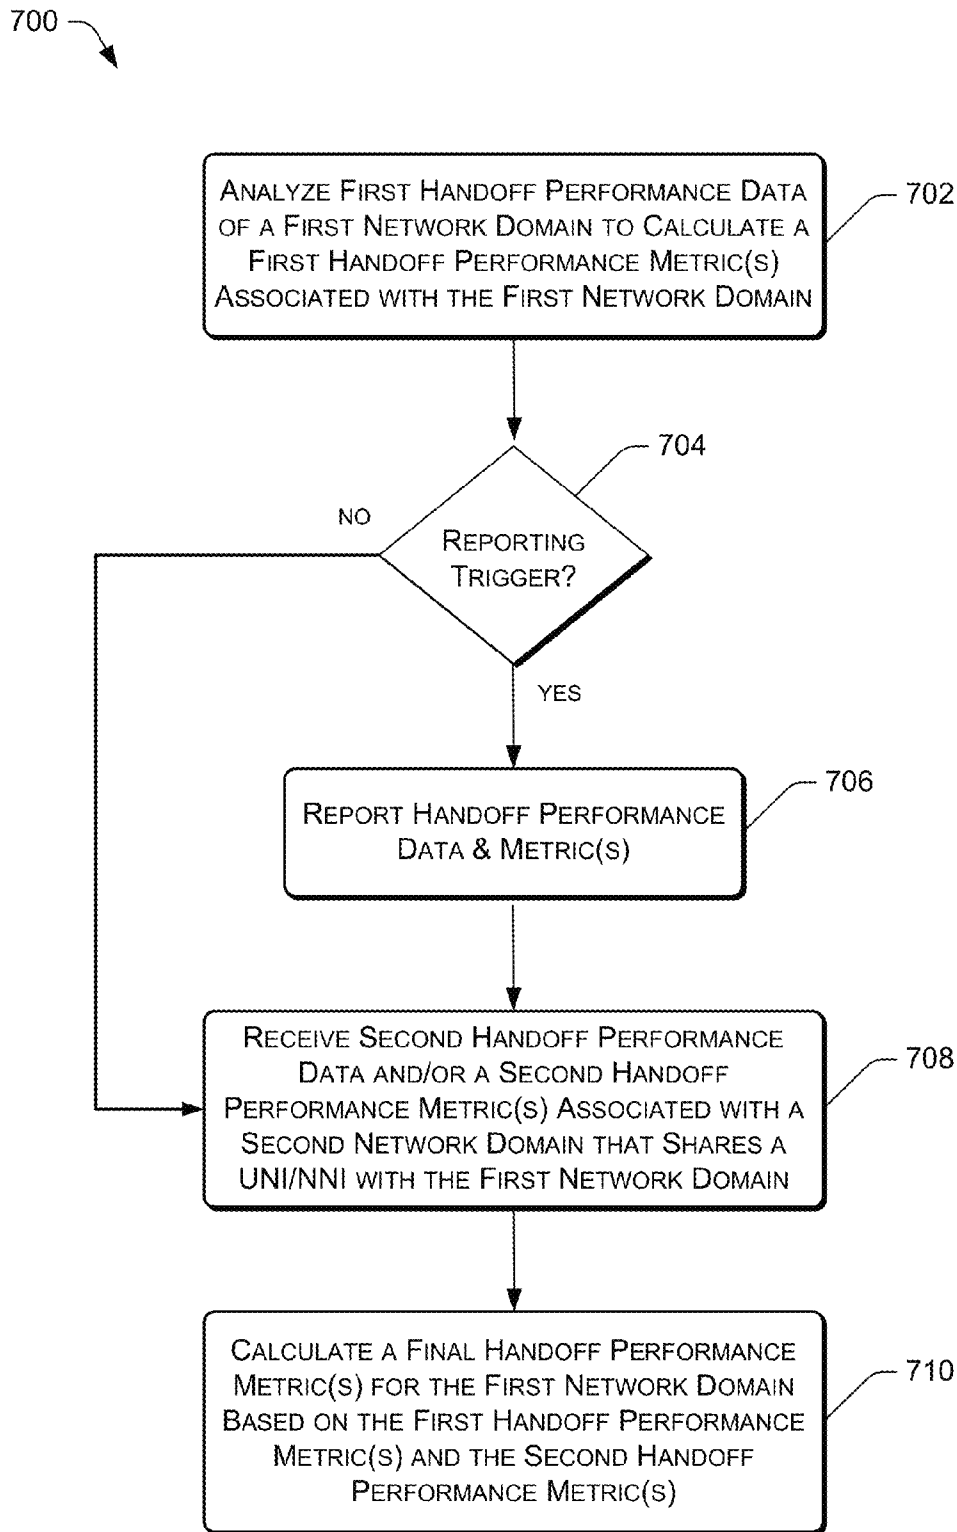 700
ANALYZE FIRST HANDOFF PERFORMANCE DATA
OF A FIRST NETWORK DOMAIN TO CALCULATE A
FIRST HANDOFF PERFORMANCE METRIC(S)
ASSOCIATED WITH THE FIRST NETWORK DOMAIN
702
704
NO
REPORTING
TRIGGER?
YES
706
REPORT HANDOFF PERFORMANCE
DATA & METRIC(S)
RECEIVE SECOND HANDOFF PERFORMANCE
DATA AND/OR A SECOND HANDOFF
PERFORMANCE METRIC(S) ASSOCIATED WITH A
SECOND NETWORK DOMAIN THAT SHARES A
UNI/NNI WITH THE FIRST NETWORK DOMAIN
708
CALCULATE A FINAL HANDOFF PERFORMANCE
METRIC(S) FOR THE FIRST NETWORK DOMAIN
BASED ON THE FIRST HANDOFF PERFORMANCE
METRIC(S) AND THE SECOND HANDOFF
PERFORMANCE METRIC(S)
710